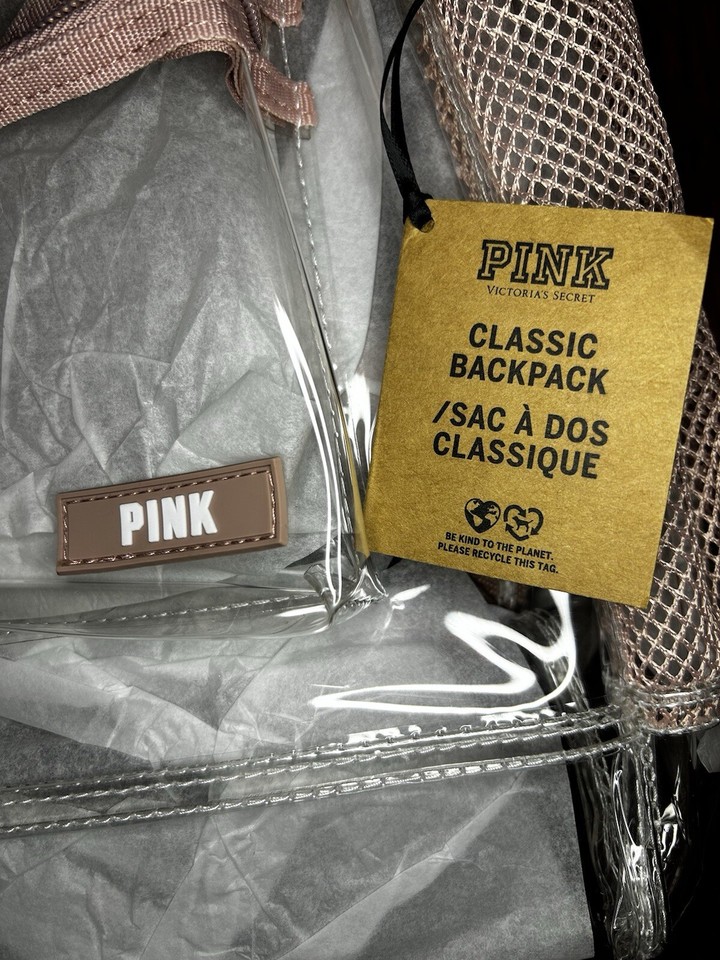 PINK
VICTORIA'S SECRET
CLASSIC
BACKPACK
/SAC À DOS
CLASSIQUE
BE KIND TO THE PLANET.
PLEASE RECYCLE THIS TAG.
PINK